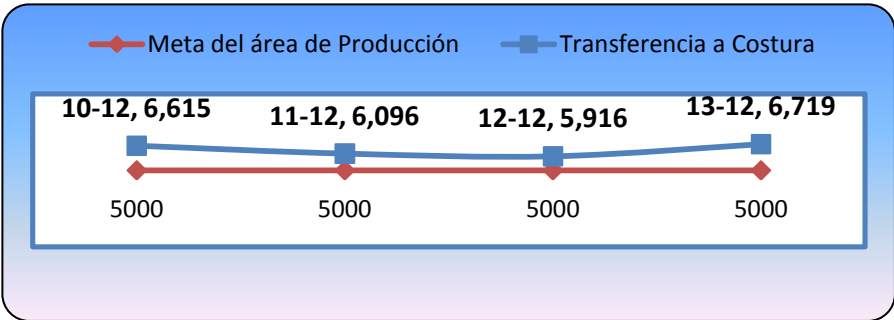 Meta del área de Producción Transferencia a Costura
10-12, 6,615 11-12, 6,096 12-12, 5,916 13-12, 6,719
5000 5000 5000 5000